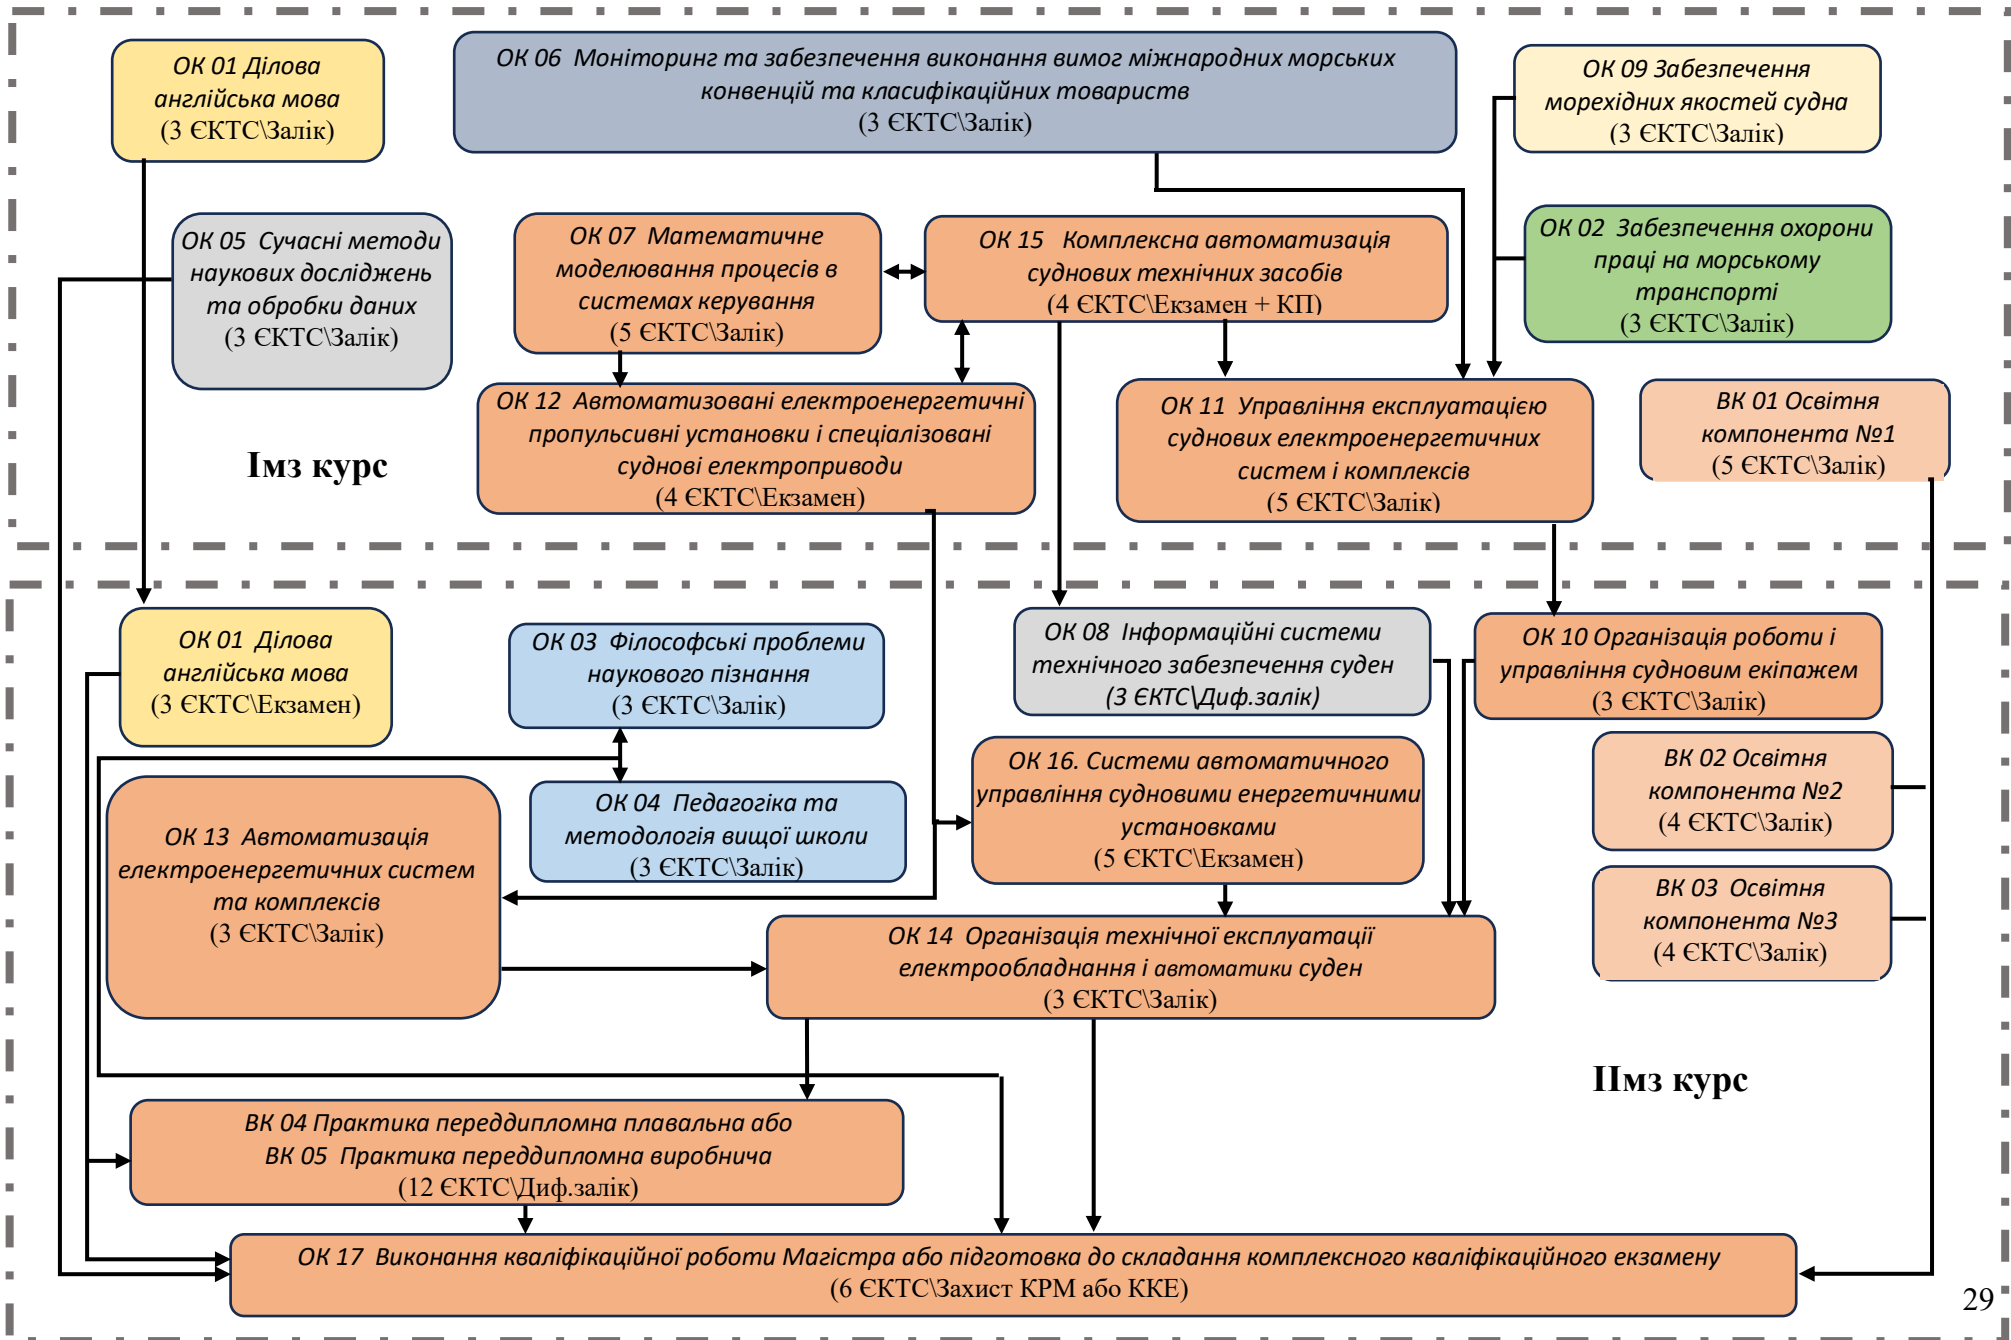 ОК 01 Ділова
англійська мова
(3 ЄКТС\Залік)
ОК 06 Моніторинг та забезпечення виконання вимог міжнародних морських
конвенцій та класифікаційних товариств
(3 ЄКТС\Залік)
ОК 09 Забезпечення
морехідних якостей судна
(3 ЄКТС\Залік)
ОК 05 Сучасні методи
наукових досліджень
та обробки даних
(3 ЄКТС\Залік)
ОК 07 Математичне
моделювання процесів в
системах керування
(5 ЄКТС\Залік)
ОК 15 Комплексна автоматизація
суднових технічних засобів
(4 ЄКТС\Екзамен + КП)
ОК 02 Забезпечення охорони
праці на морському
транспорті
(3 ЄКТС\Залік)
ОК 12 Автоматизовані електроенергетичні
пропульсивні установки і спеціалізовані
суднові електроприводи
(4 ЄКТС\Екзамен)
ОК 11 Управління експлуатацією
суднових електроенергетичних
систем і комплексів
(5 ЄКТС\Залік)
ВК 01 Освітня
компонента №1
(5 ЄКТС\Залік)
Імз курс
ОК 01 Ділова
англійська мова
(3 ЄКТС\Екзамен)
ОК 03 Філософські проблеми
наукового пізнання
(3 ЄКТС\Залік)
ОК 08 Інформаційні системи
технічного забезпечення суден
(3 ЄКТС\Диф.залік)
ОК 10 Організація роботи і
управління судновим екіпажем
(3 ЄКТС\Залік)
ОК 04 Педагогіка та
методологія вищої школи
(3 ЄКТС\Залік)
ОК 16. Системи автоматичного
управління судновими енергетичними
установками
(5 ЄКТС\Екзамен)
ВК 02 Освітня
компонента №2
(4 ЄКТС\Залік)
ОК 13 Автоматизація
електроенергетичних систем
та комплексів
(3 ЄКТС\Залік)
ВК 03 Освітня
компонента №3
(4 ЄКТС\Залік)
ОК 14 Організація технічної експлуатації
електрообладнання і автоматики суден
(3 ЄКТС\Залік)
ІІмз курс
ВК 04 Практика переддипломна плавальна або
ВК 05 Практика переддипломна виробнича
(12 ЄКТС\Диф.залік)
ОК 17 Виконання кваліфікаційної роботи Магістра або підготовка до складання комплексного кваліфікаційного екзамену
(6 ЄКТС\Захист КРМ або ККЕ)
29